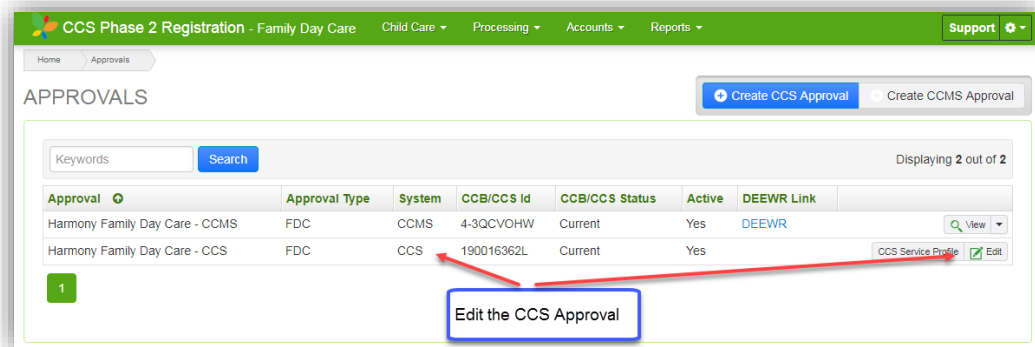 CCS Phase 2 Registration - Family Day Care Child Care Processing Accounts Reports Support
Home Approvals
APPROVALS Create CCS Approval Create CCMS Approval
Keywords Search Displaying 2 out of 2
Approval Approval Type System CCB/CCS Id CCB/CCS Status Active DEEWR Link
Harmony Family Day Care - CCMS FDC CCMS 4-3QCVOHW Current Yes DEEWR View
Harmony Family Day Care - CCS FDC CCS 190016362L Current Yes CCS Service Profile Edit
1
Edit the CCS Approval